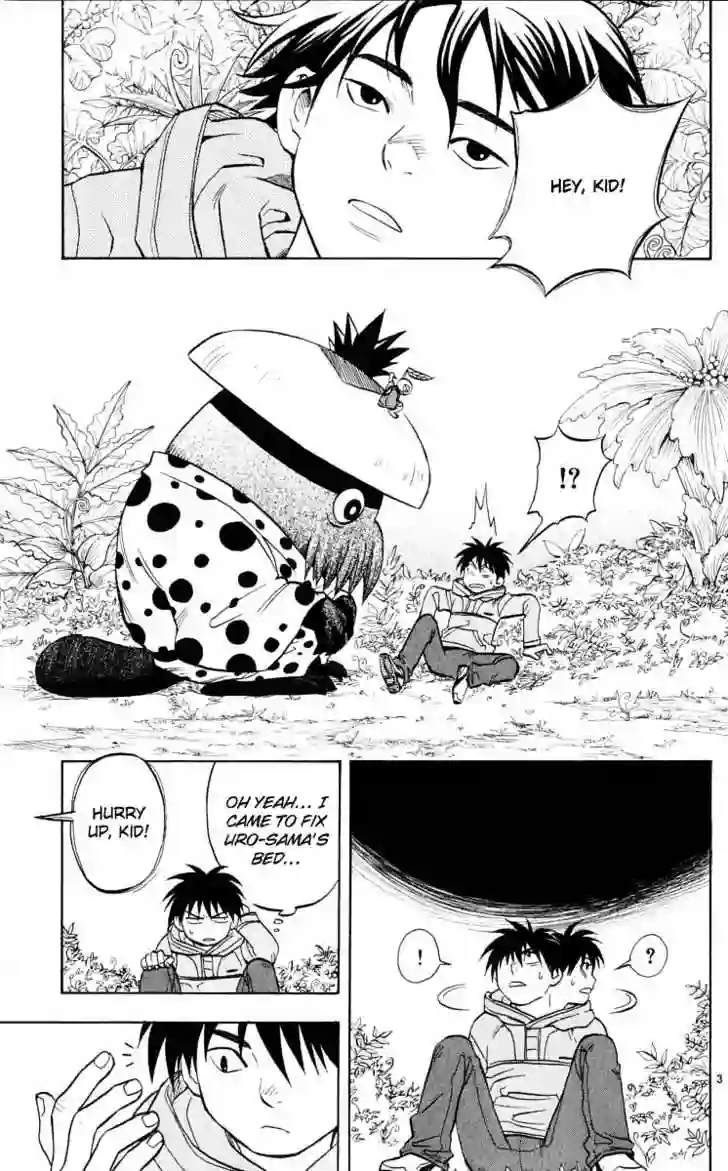 HEY, KID!
!?
OH YEAH... I
CAME TO FIX
URO-SAMA'S
BED...
HURRY
UP, KID!
?
!
3